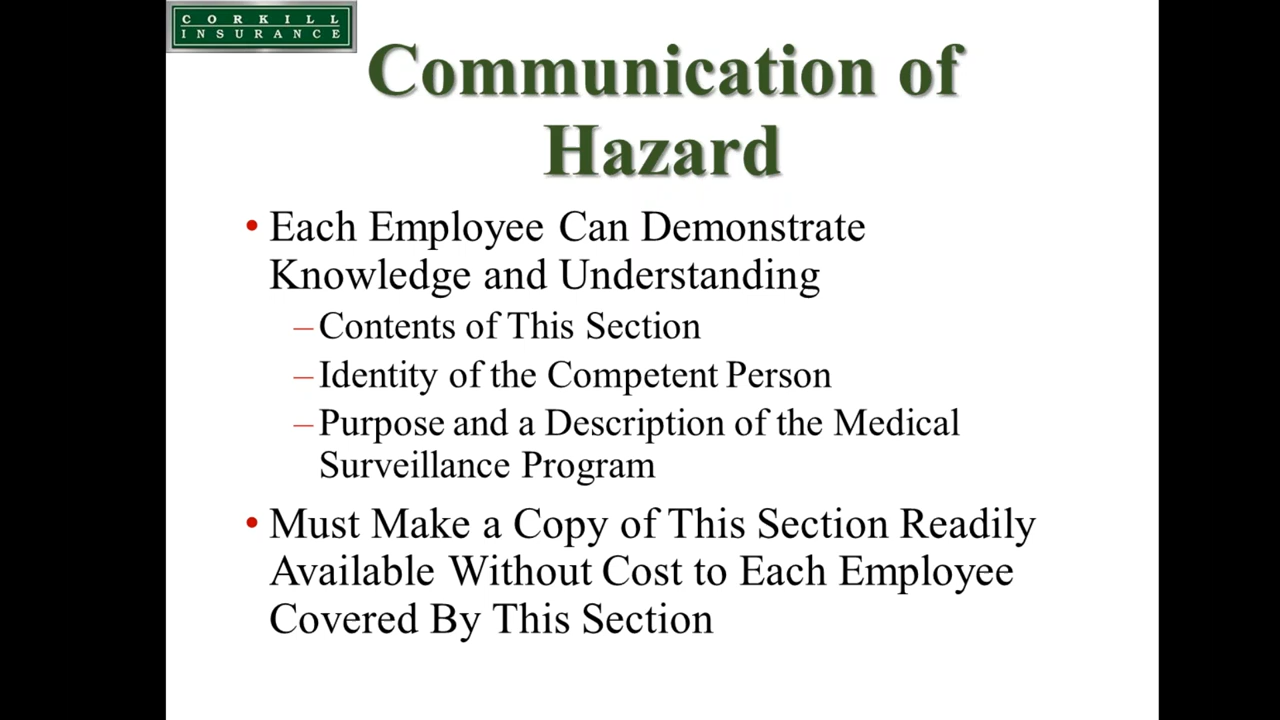 CORKILL
INSURANCE
Communication of
Hazard
• Each Employee Can Demonstrate
Knowledge and Understanding
– Contents of This Section
– Identity of the Competent Person
– Purpose and a Description of the Medical
Surveillance Program
• Must Make a Copy of This Section Readily
Available Without Cost to Each Employee
Covered By This Section